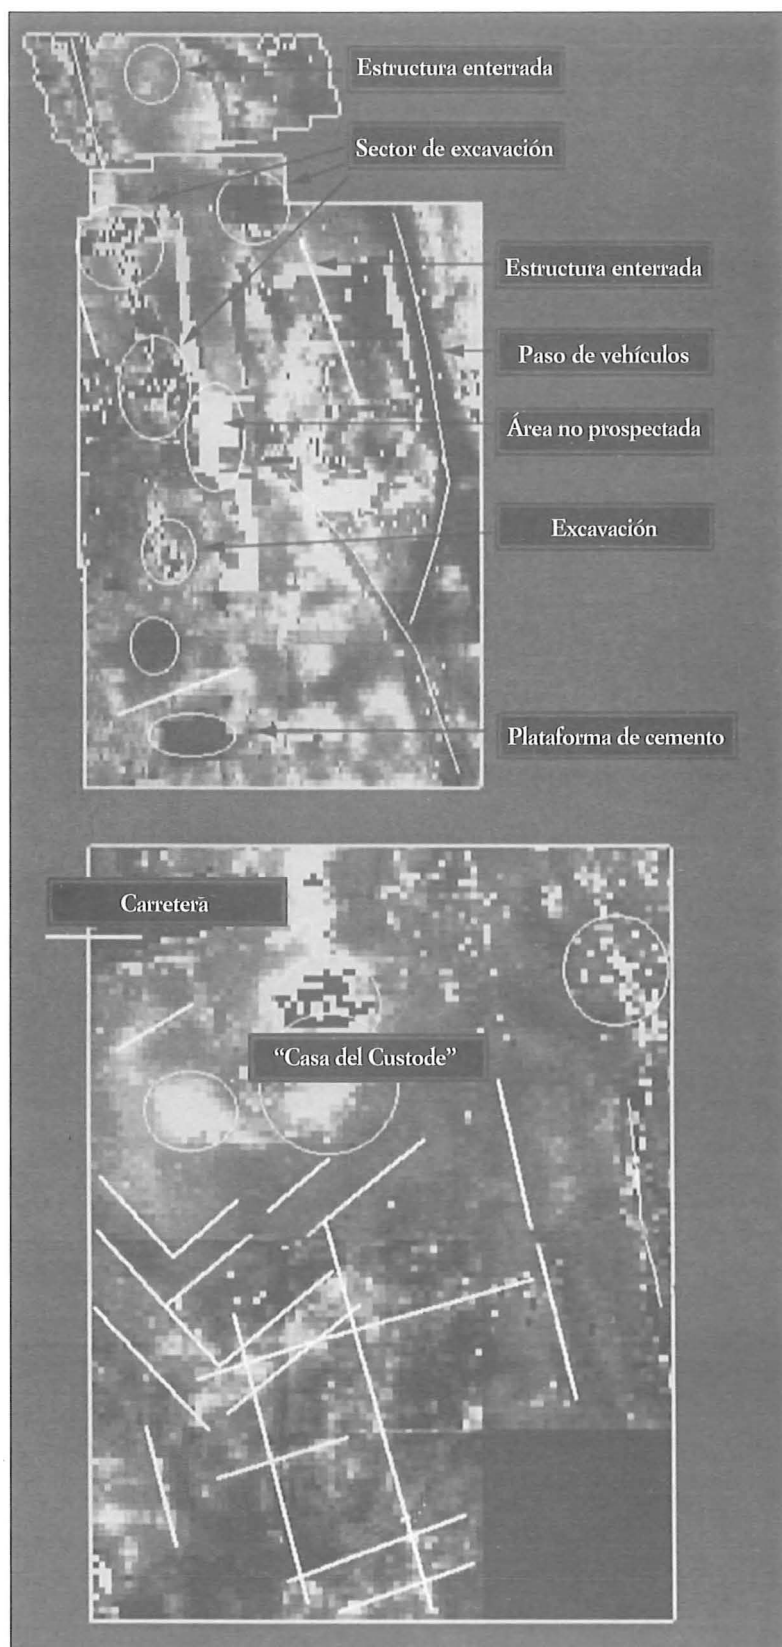 Estructura enterrada
Sector de excavación
Estructura enterrada
Paso de vehículos
Área no prospectada
Excavación
Plataforma de cemento
Carretera
“Casa del Custode”